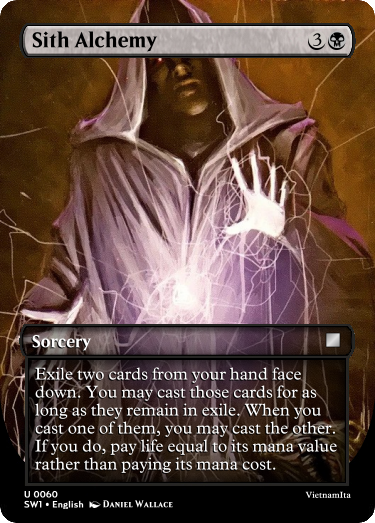 Sith Alchemy 3
Sorcery
Exile two cards from your hand face
down. You may cast those cards for as
long as they remain in exile. When you
cast one of them, you may cast the other.
If you do, pay life equal to its mana value
rather than paying its mana cost.
U 0060
SW1 • English Daniel Wallace
VietnamIta